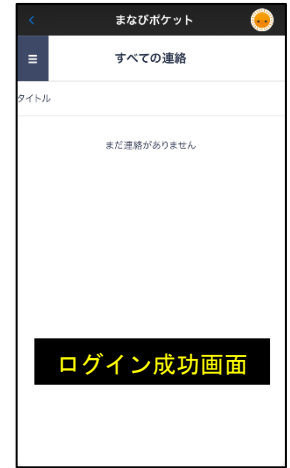 まなびポケット
すべての連絡
タイトル
まだ連絡がありません
ログイン成功画面